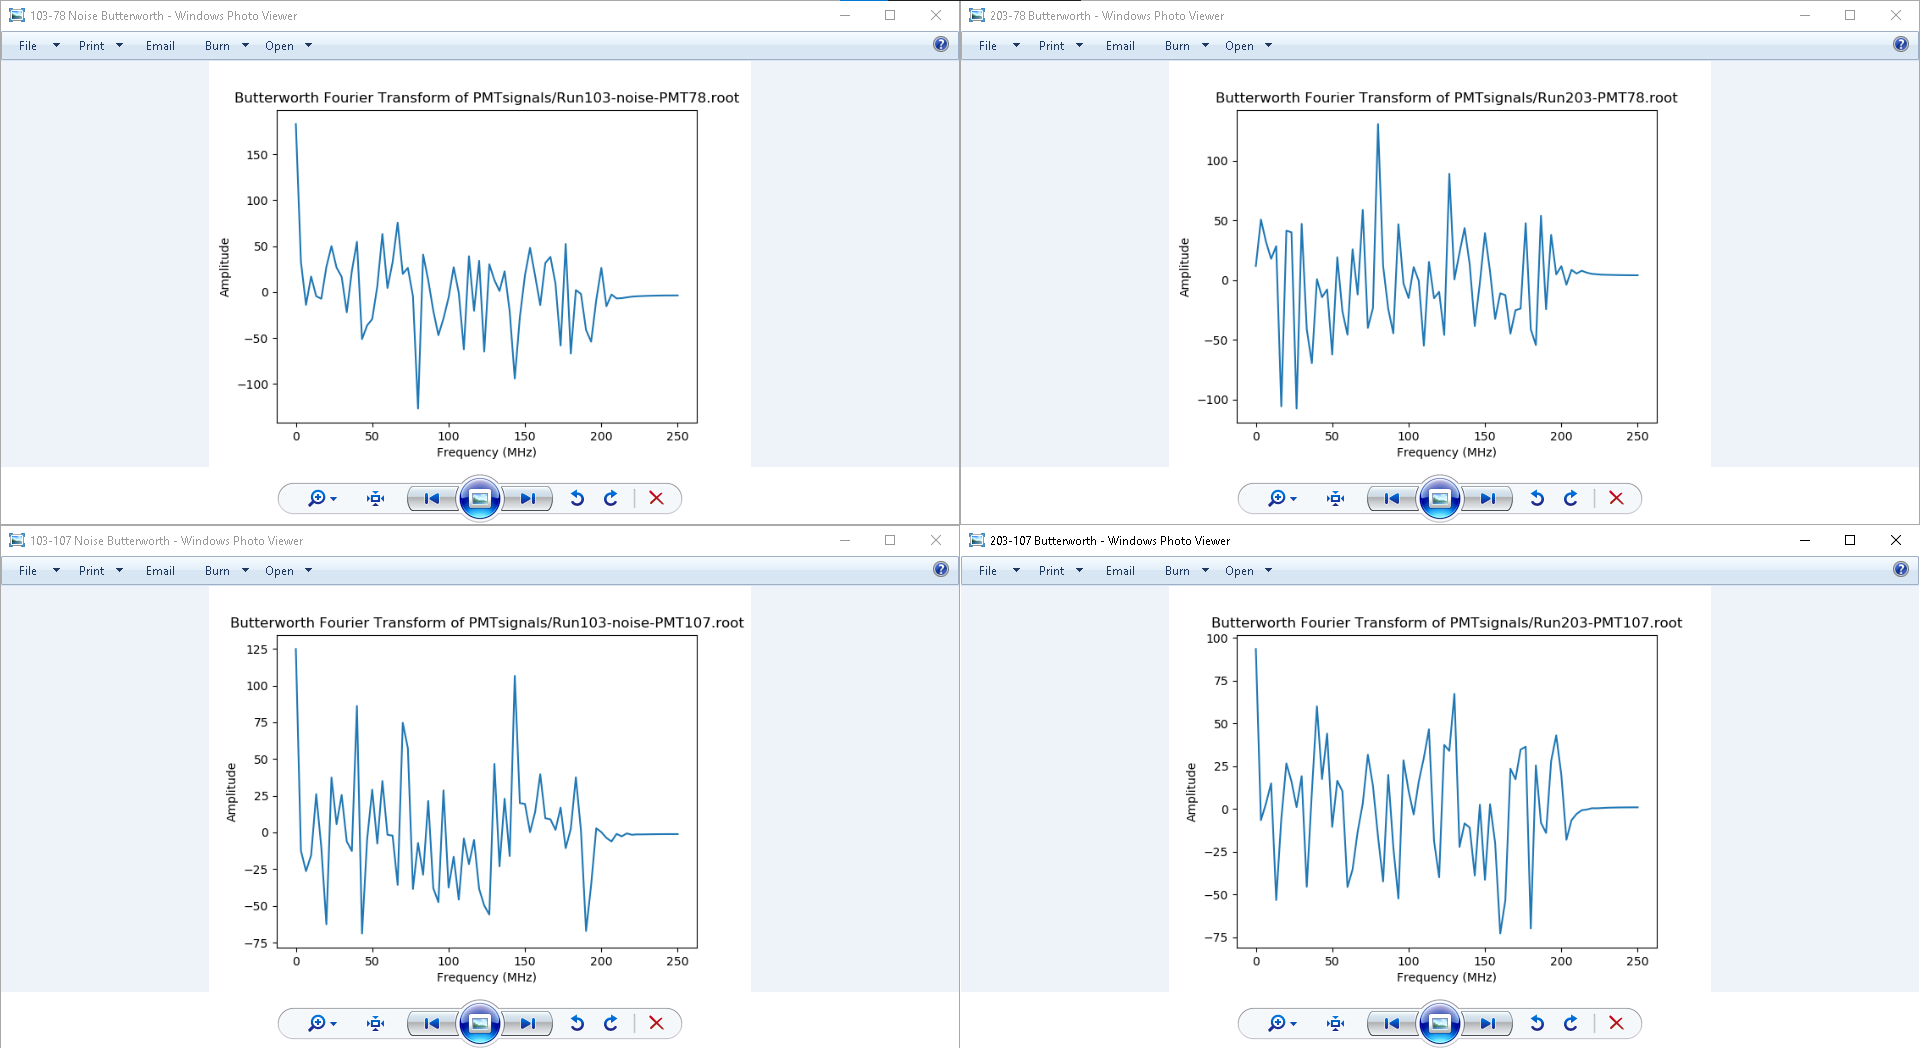 103-78 Noise Butterworth - Windows Photo Viewer
File Print Email Burn Open
Butterworth Fourier Transform of PMTsignals/Run103-noise-PMT78.root
Amplitude
150
100
50
0
−50
−100
0 50 100 150 200 250
Frequency (MHz)
203-78 Butterworth - Windows Photo Viewer
File Print Email Burn Open
Butterworth Fourier Transform of PMTsignals/Run203-PMT78.root
Amplitude
100
50
0
−50
−100
0 50 100 150 200 250
Frequency (MHz)
103-107 Noise Butterworth - Windows Photo Viewer
File Print Email Burn Open
Butterworth Fourier Transform of PMTsignals/Run103-noise-PMT107.root
Amplitude
125
100
75
50
25
0
−25
−50
−75
0 50 100 150 200 250
Frequency (MHz)
203-107 Butterworth - Windows Photo Viewer
File Print Email Burn Open
Butterworth Fourier Transform of PMTsignals/Run203-PMT107.root
Amplitude
100
75
50
25
0
−25
−50
−75
0 50 100 150 200 250
Frequency (MHz)